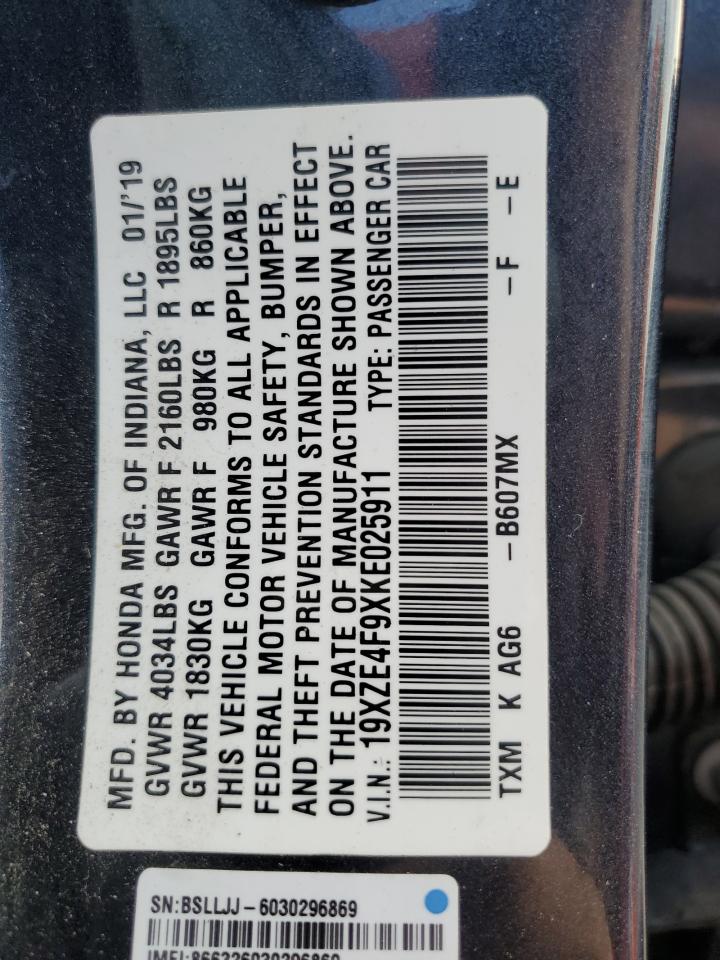 MFD. BY HONDA MFG. OF INDIANA, LLC 01/'19
GVWR 4034LBS GAWR F 2160LBS R 1895LBS
GVWR 1830KG GAWR F 980KG R 860KG
THIS VEHICLE CONFORMS TO ALL APPLICABLE
FEDERAL MOTOR VEHICLE SAFETY, BUMPER,
AND THEFT PREVENTION STANDARDS IN EFFECT
ON THE DATE OF MANUFACTURE SHOWN ABOVE.
V.I.N.: 19XZE4F9XKE025911 TYPE: PASSENGER CAR
TXM K AG6 -B607MX -F -E
SN:BSLLJJ-6030296869